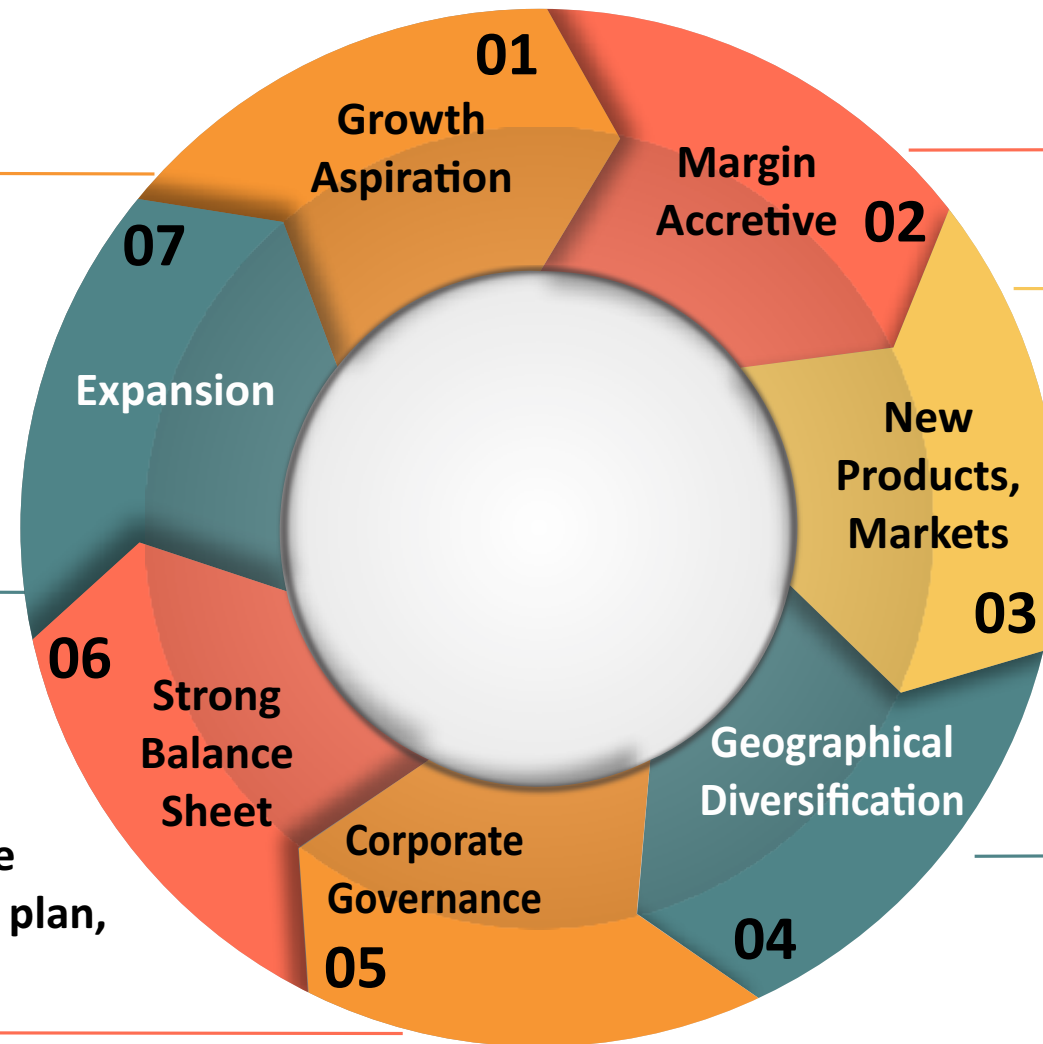 01
Growth
Aspiration
Margin
Accretive 02
New
Products,
Markets
03
Geographical
Diversification
04
Corporate
Governance
05
06
Strong
Balance
Sheet
07
Expansion
e
plan,